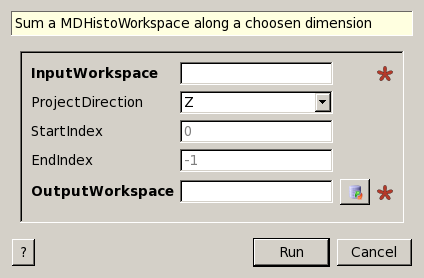 Sum a MDHistoWorkspace along a choosen dimension
InputWorkspace *
ProjectDirection Z
StartIndex 0
EndIndex -1
OutputWorkspace *
? Run Cancel